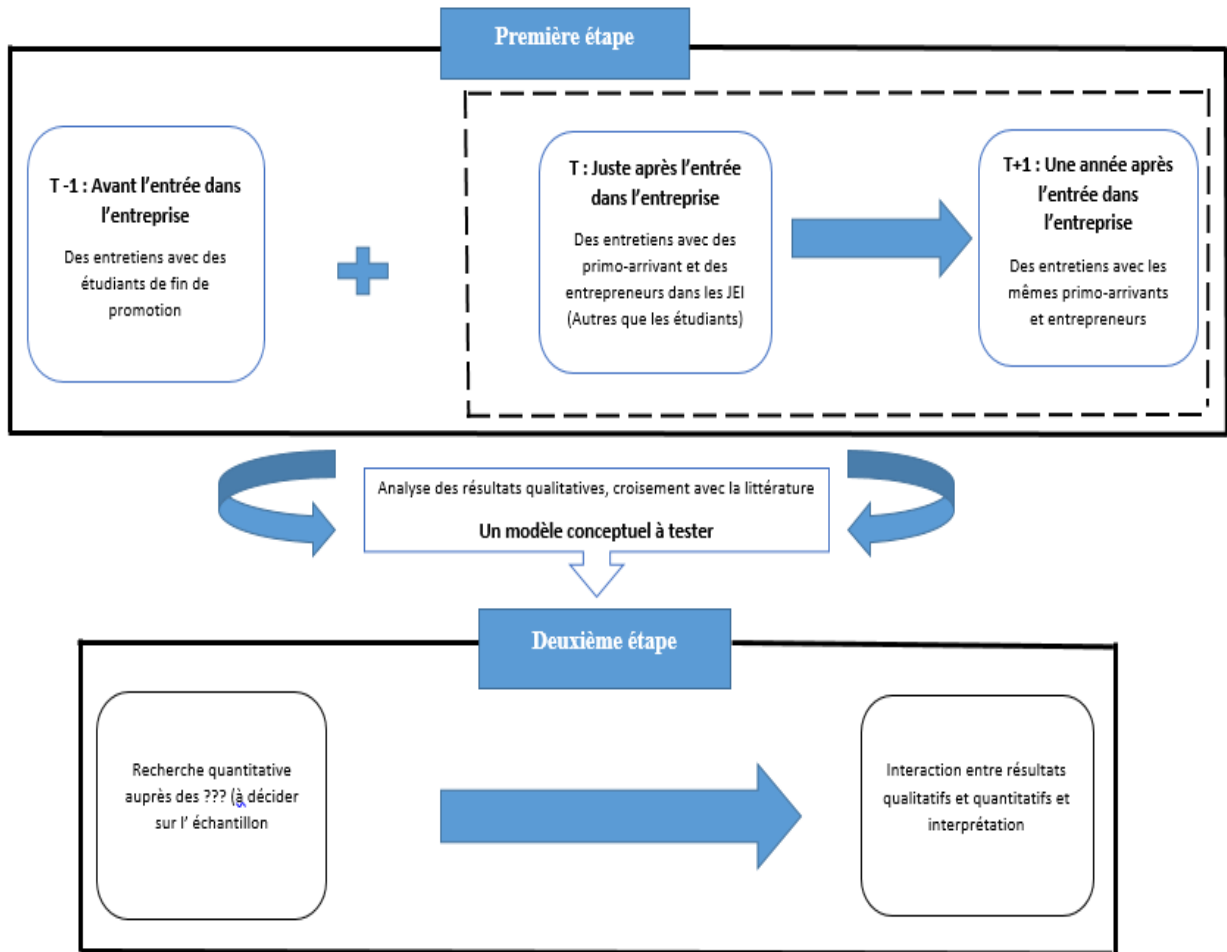 Première étape
T -1 : Avant l'entrée dans
l'entreprise
Des entretiens avec des
étudiants de fin de
promotion
T : Juste après l'entrée
dans l'entreprise
Des entretiens avec des
primo-arrivant et des
entrepreneurs dans les JEI
(Autres que les étudiants)
T+1 : Une année après
l'entrée dans
l'entreprise
Des entretiens avec les
mêmes primo-arrivants
et entrepreneurs
Analyse des résultats qualitatives, croisement avec la littérature
Un modèle conceptuel à tester
Deuxième étape
Recherche quantitative
auprès des ??? (à décider
sur l' échantillon
Interaction entre résultats
qualitatifs et quantitatifs et
interprétation